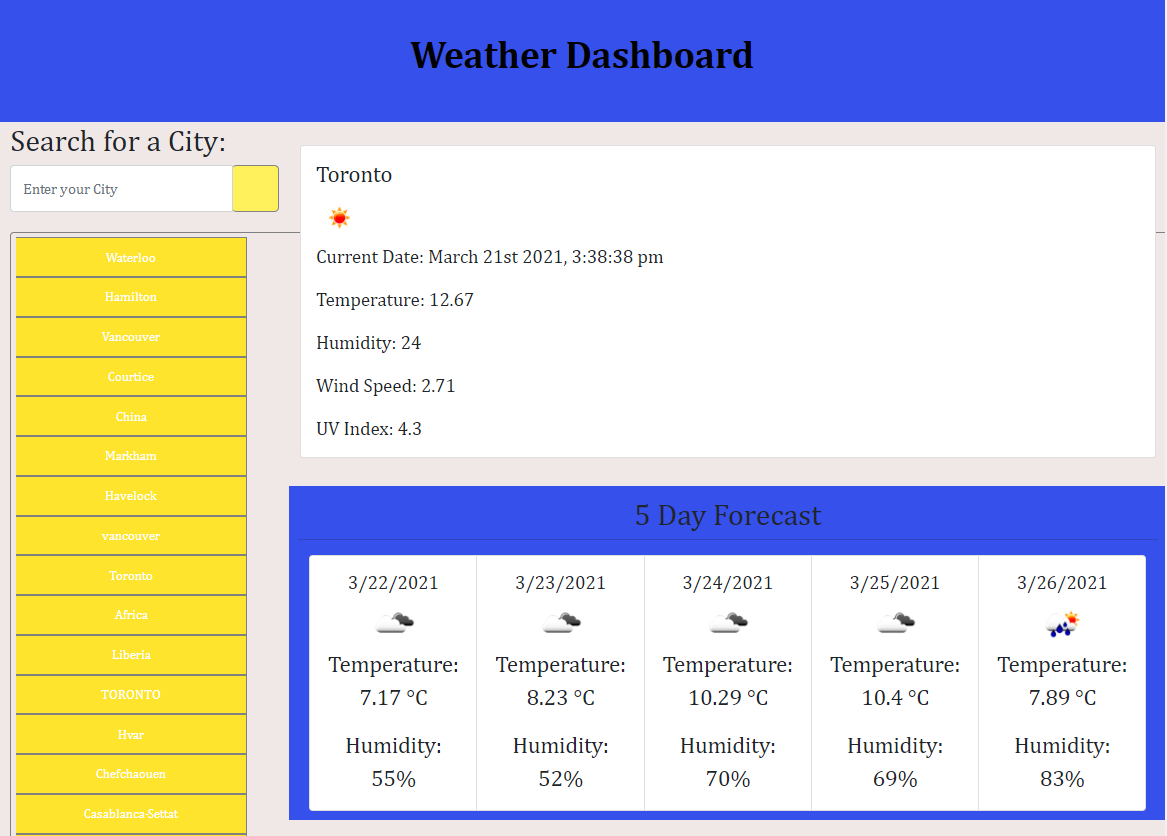 Weather Dashboard
Search for a City:
Enter your City
Waterloo
Hamilton
Vancouver
Courtice
China
Markham
Havelock
vancouver
Toronto
Africa
Liberia
TORONTO
Hvar
Chefchaouen
Casablanca-Settat
Toronto
Current Date: March 21st 2021, 3:38:38 pm
Temperature: 12.67
Humidity: 24
Wind Speed: 2.71
UV Index: 4.3
5 Day Forecast
3/22/2021
Temperature:
7.17 °C
Humidity:
55%
3/23/2021
Temperature:
8.23 °C
Humidity:
52%
3/24/2021
Temperature:
10.29 °C
Humidity:
70%
3/25/2021
Temperature:
10.4 °C
Humidity:
69%
3/26/2021
Temperature:
7.89 °C
Humidity:
83%